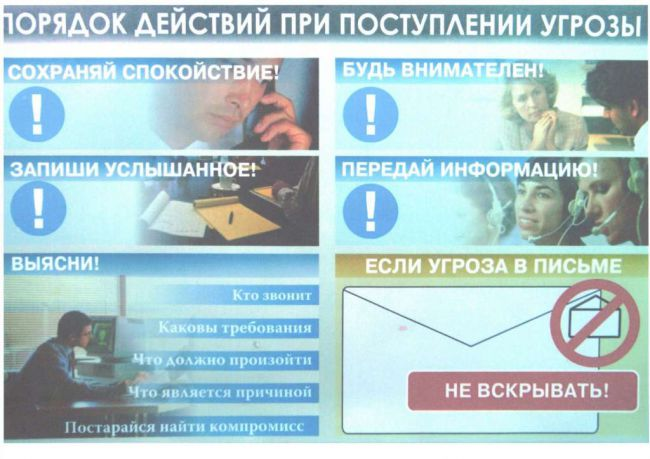 ПОРЯДОК ДЕЙСТВИЙ ПРИ ПОСТУПЛЕНИИ УГРОЗЫ
СОХРАНЯЙ СПОКОЙСТВИЕ!
!
БУДЬ ВНИМАТЕЛЕН!
!
ЗАПИШИ УСЛЫШАННОЕ!
!
ПЕРЕДАЙ ИНФОРМАЦИЮ!
!
ВЫЯСНИ!
Кто звонит
Каковы требования
Что должно произойти
Что является причиной
Постарайся найти компромисс
ЕСЛИ УГРОЗА В ПИСЬМЕ
НЕ ВСКРЫВАТЬ!